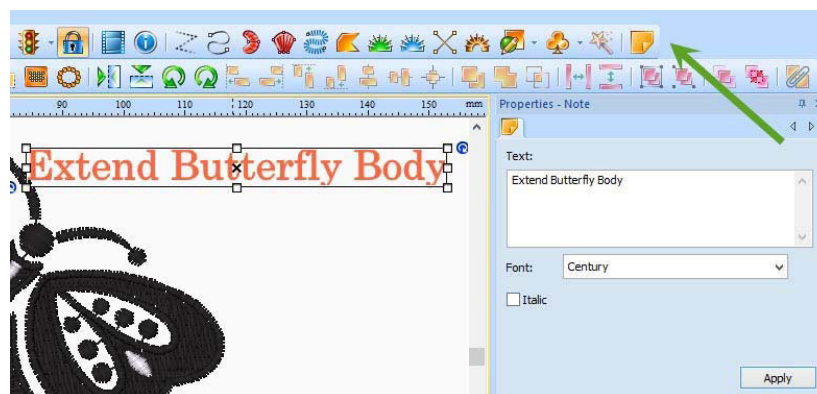 90 100 110 120 130 140 150 mm
Properties - Note
Extend Butterfly Body
Text:
Extend Butterfly Body
Font: Century
Italic
Apply